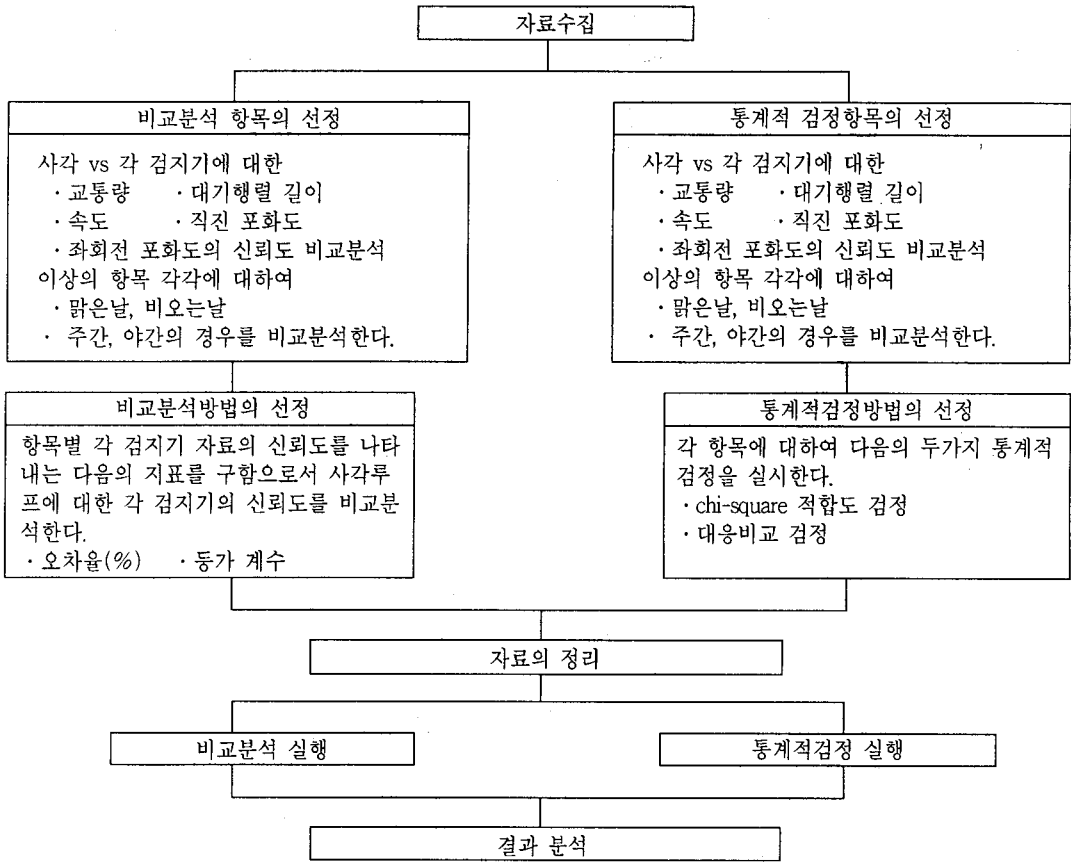 자료수집
비교분석 항목의 선정
사각 vs 각 검지기에 대한
· 교통량 · 대기행렬 길이
· 속도 · 직진 포화도
· 좌회전 포화도의 신뢰도 비교분석
이상의 항목 각각에 대하여
· 맑은날, 비오는날
· 주간, 야간의 경우를 비교분석한다.
통계적 검정항목의 선정
사각 vs 각 검지기에 대한
· 교통량 · 대기행렬 길이
· 속도 · 직진 포화도
· 좌회전 포화도의 신뢰도 비교분석
이상의 항목 각각에 대하여
· 맑은날, 비오는날
· 주간, 야간의 경우를 비교분석한다.
비교분석방법의 선정
항목별 각 검지기 자료의 신뢰도를 나타
내는 다음의 지표를 구함으로서 사각루
프에 대한 각 검지기의 신뢰도를 비교분
석한다.
· 오차율(%) · 등가 계수
통계적검정방법의 선정
각 항목에 대하여 다음의 두가지 통계적
검정을 실시한다.
· chi-square 적합도 검정
· 대응비교 검정
자료의 정리
비교분석 실행
통계적검정 실행
결과 분석